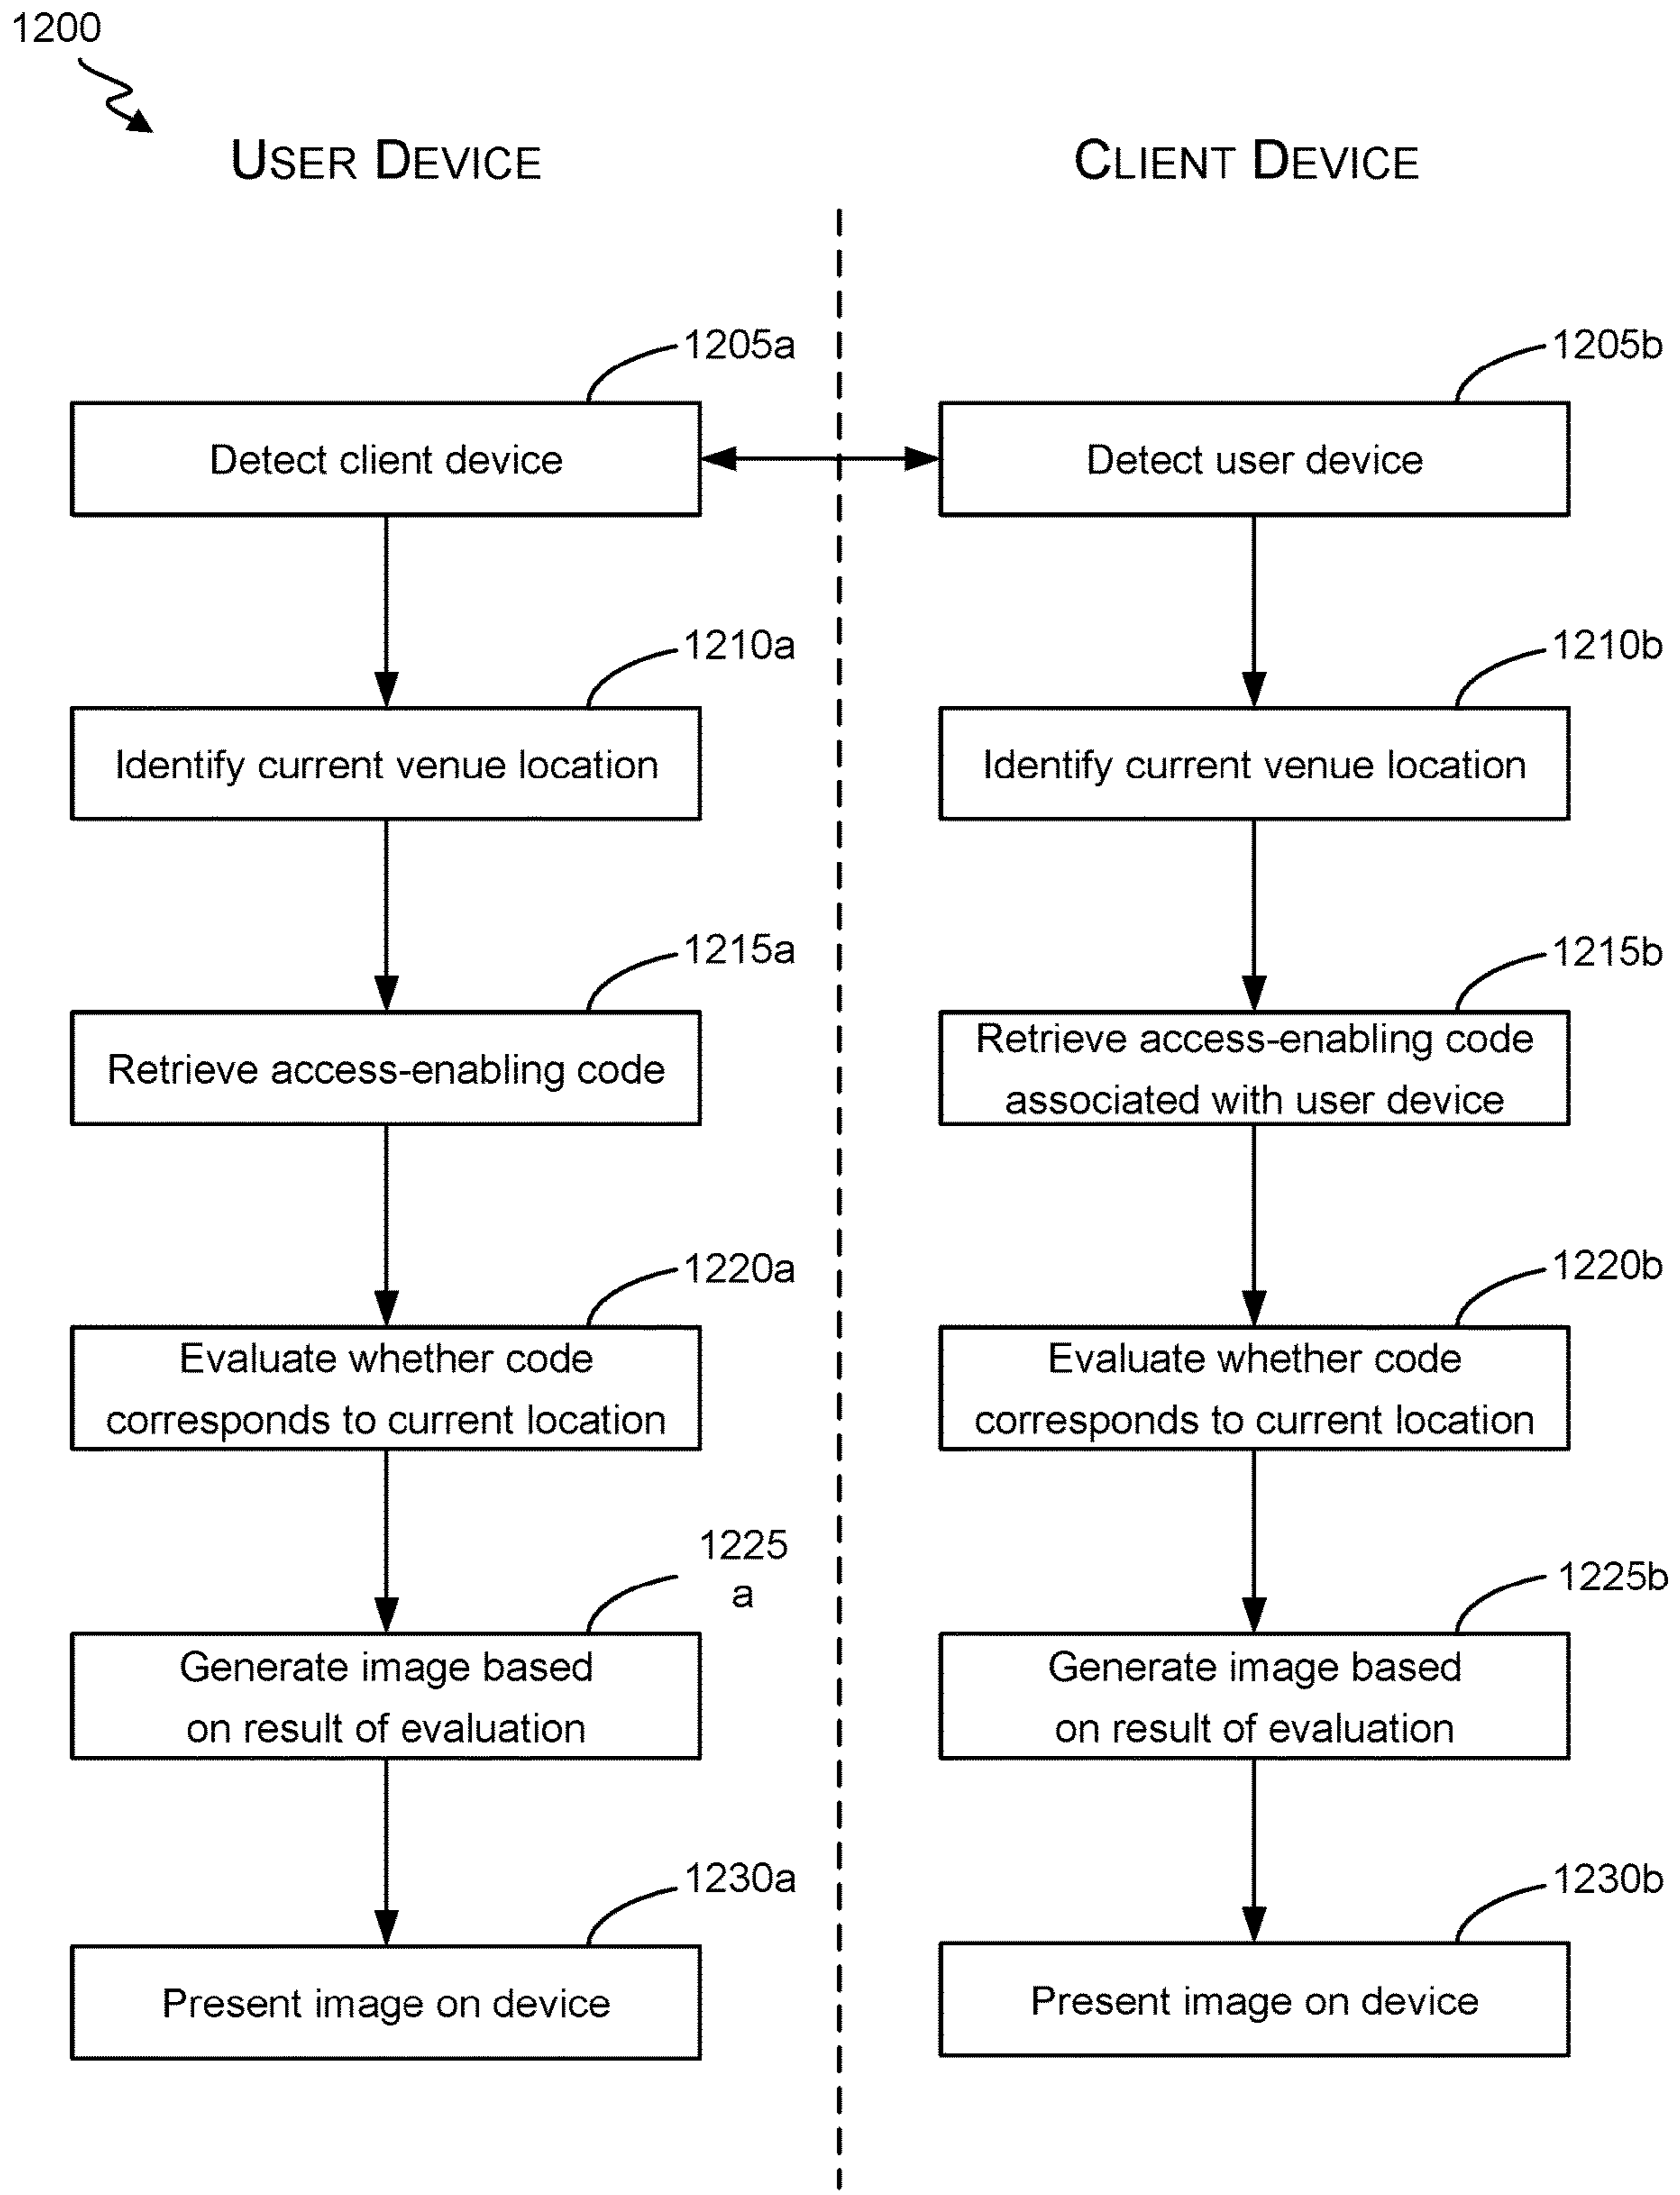 1200
USER DEVICE
CLIENT DEVICE
1205a
1205b
Detect client device
Detect user device
1210a
1210b
Identify current venue location
Identify current venue location
1215a
1215b
Retrieve access-enabling code
Retrieve access-enabling code
associated with user device
1220a
1220b
Evaluate whether code
corresponds to current location
Evaluate whether code
corresponds to current location
1225
a
1225b
Generate image based
on result of evaluation
Generate image based
on result of evaluation
1230a
1230b
Present image on device
Present image on device